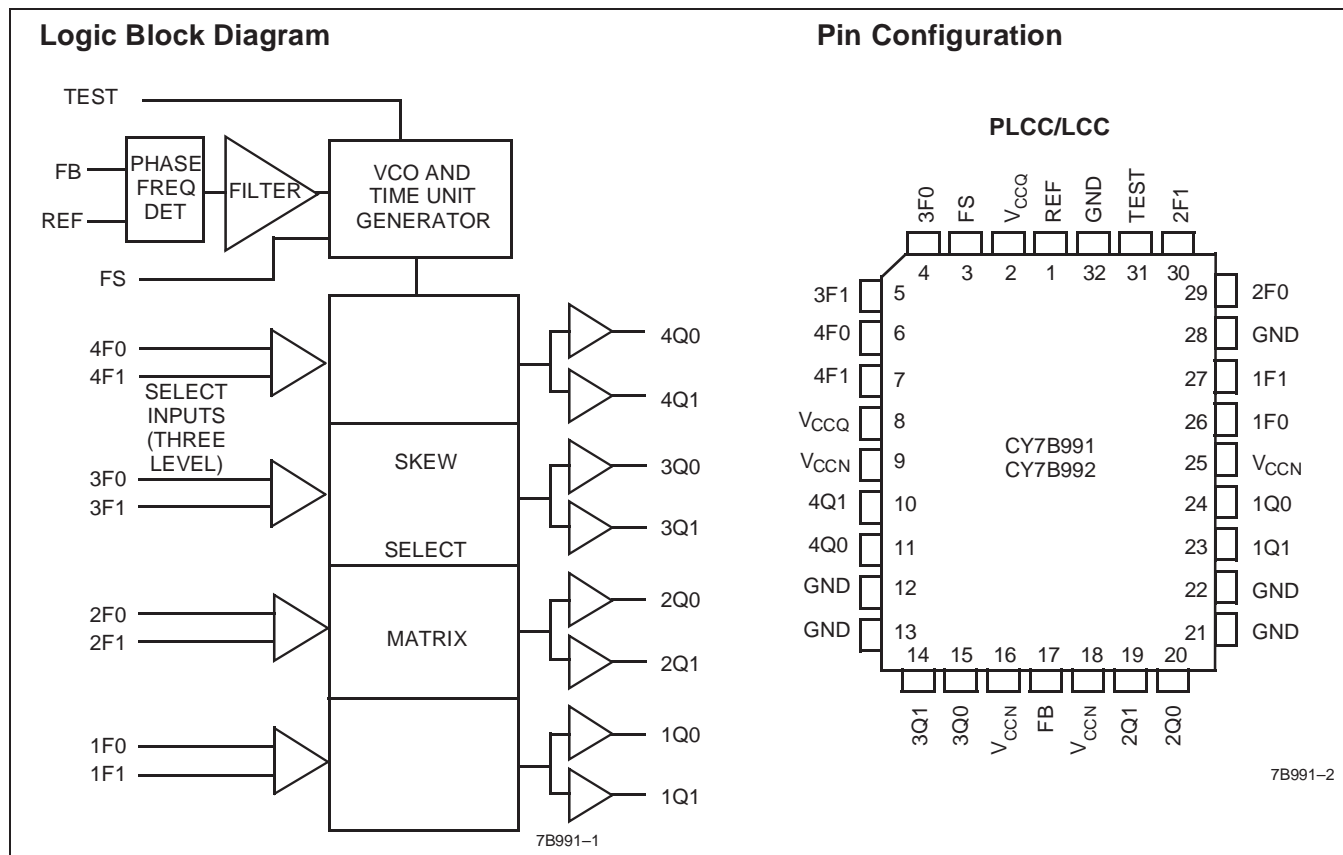 Logic Block Diagram
TEST
FB
REF
PHASE
FREQ
DET
FILTER
VCO AND
TIME UNIT
GENERATOR
FS
4F0
4F1
SELECT
INPUTS
(THREE
LEVEL)
3F0
3F1
2F0
2F1
1F0
1F1
SKEW
SELECT
MATRIX
4Q0
4Q1
3Q0
3Q1
2Q0
2Q1
1Q0
1Q1
7B991–1
Pin Configuration
PLCC/LCC
3F0 FS VCCQ REF GND TEST 2F1
4 3 2 1 32 31 30
3F1 5
4F0 6
4F1 7
VCCQ 8
VCCN 9
4Q1 10
4Q0 11
GND 12
GND 13
CY7B991
CY7B992
29 2F0
28 GND
27 1F1
26 1F0
25 VCCN
24 1Q0
23 1Q1
22 GND
21 GND
14 15 16 17 18 19 20
3Q1 3Q0 VCCN FB VCCN 2Q1 2Q0
7B991–2